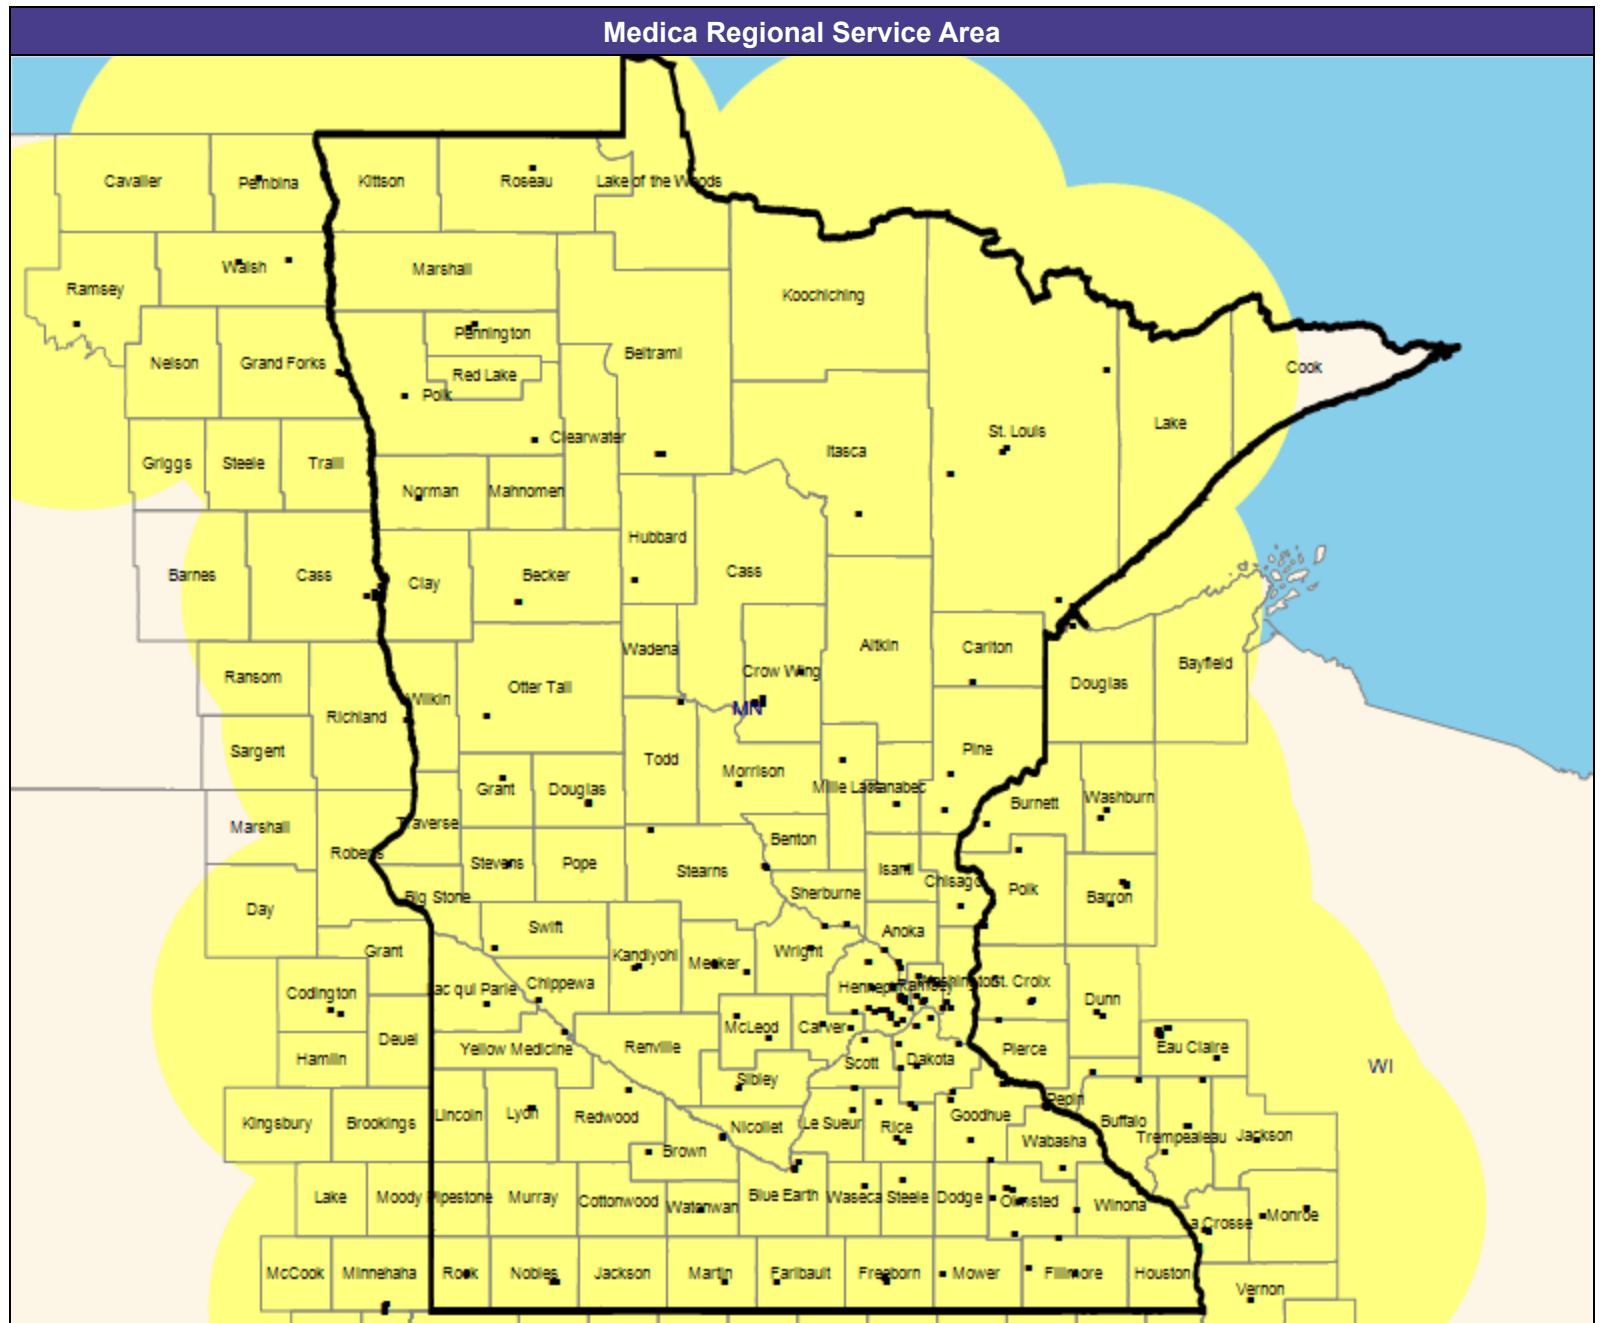 Medica Regional Service Area
Cavalier
Pembina
Kittson
Roseau
Lake of the Woods
Walsh
Marshall
Ramsey
Koochiching
Pennington
Nelson
Grand Forks
Beltrami
Cook
Red Lake
Polk
Lake
St. Louis
Clearwater
Itasca
Griggs
Steele
Traill
Norman
Mahnomen
Hubbard
Barnes
Cass
Clay
Becker
Cass
Wadena
Aitkin
Carlton
Crow Wing
Bayfield
Ransom
Otter Tail
Douglas
Wilkin
MN
Richland
Sargent
Todd
Pine
Morrison
Grant
Douglas
Mille Lacs
Kanabec
Burnett
Washburn
Marshall
Traverse
Benton
Roberts
Stevens
Pope
Stearns
Isanti
Chisago
Polk
Barron
Sherburne
Big Stone
Day
Swift
Anoka
Grant
Kandiyohi
Meeker
Wright
Codington
Lac qui Parle
Chippewa
Hennepin
Ramsey
Washington
St. Croix
Dunn
McLeod
Carver
Deuel
Yellow Medicine
Renville
Pierce
Eau Claire
Hamlin
Scott
Dakota
WI
Sibley
Pepin
Kingsbury
Brookings
Lincoln
Lyon
Redwood
Nicollet
Le Sueur
Rice
Goodhue
Buffalo
Trempealeau
Jackson
Brown
Wabasha
Lake
Moody
Pipestone
Murray
Cottonwood
Watonwan
Blue Earth
Waseca
Steele
Dodge
Olmsted
Winona
La Crosse
Monroe
McCook
Minnehaha
Rock
Nobles
Jackson
Martin
Faribault
Freeborn
Mower
Fillmore
Houston
Vernon